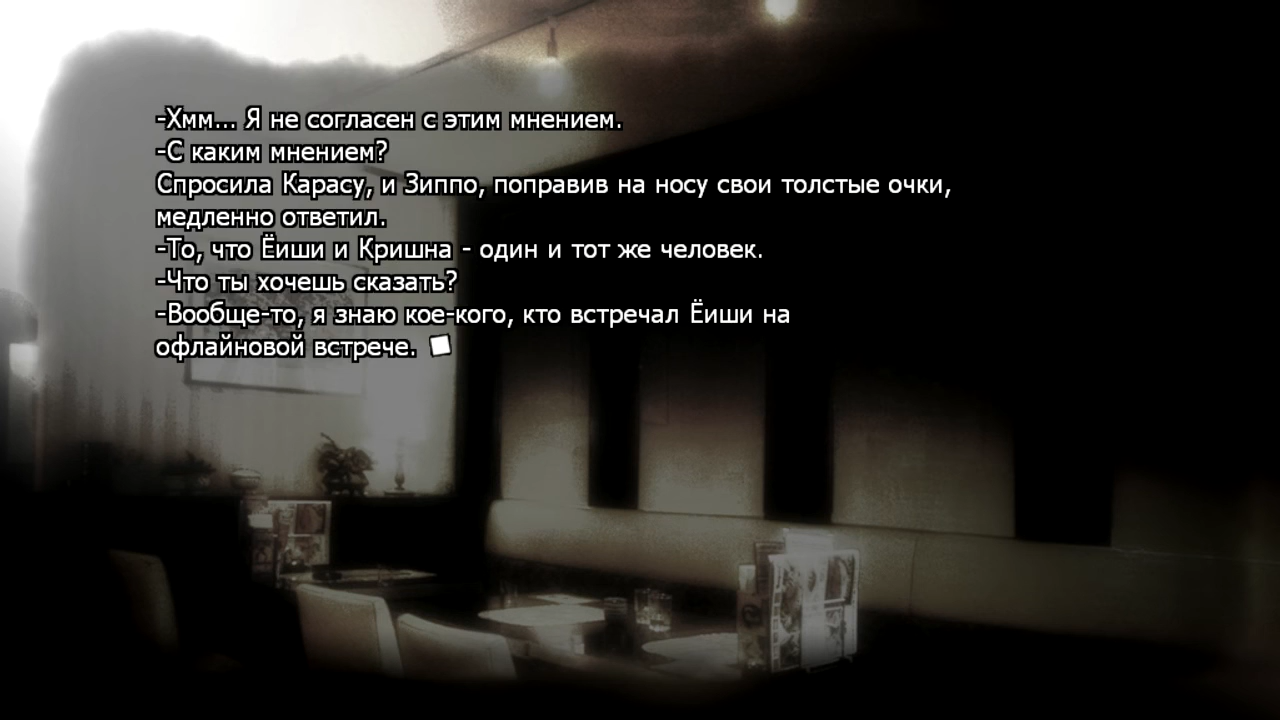 -Хмм... Я не согласен с этим мнением.
-С каким мнением?
Спросила Карасу, и Зиппо, поправив на носу свои толстые очки,
медленно ответил.
-То, что Ёиши и Кришна - один и тот же человек.
-Что ты хочешь сказать?
-Вообще-то, я знаю кое-кого, кто встречал Ёиши на
офлайновой встрече.